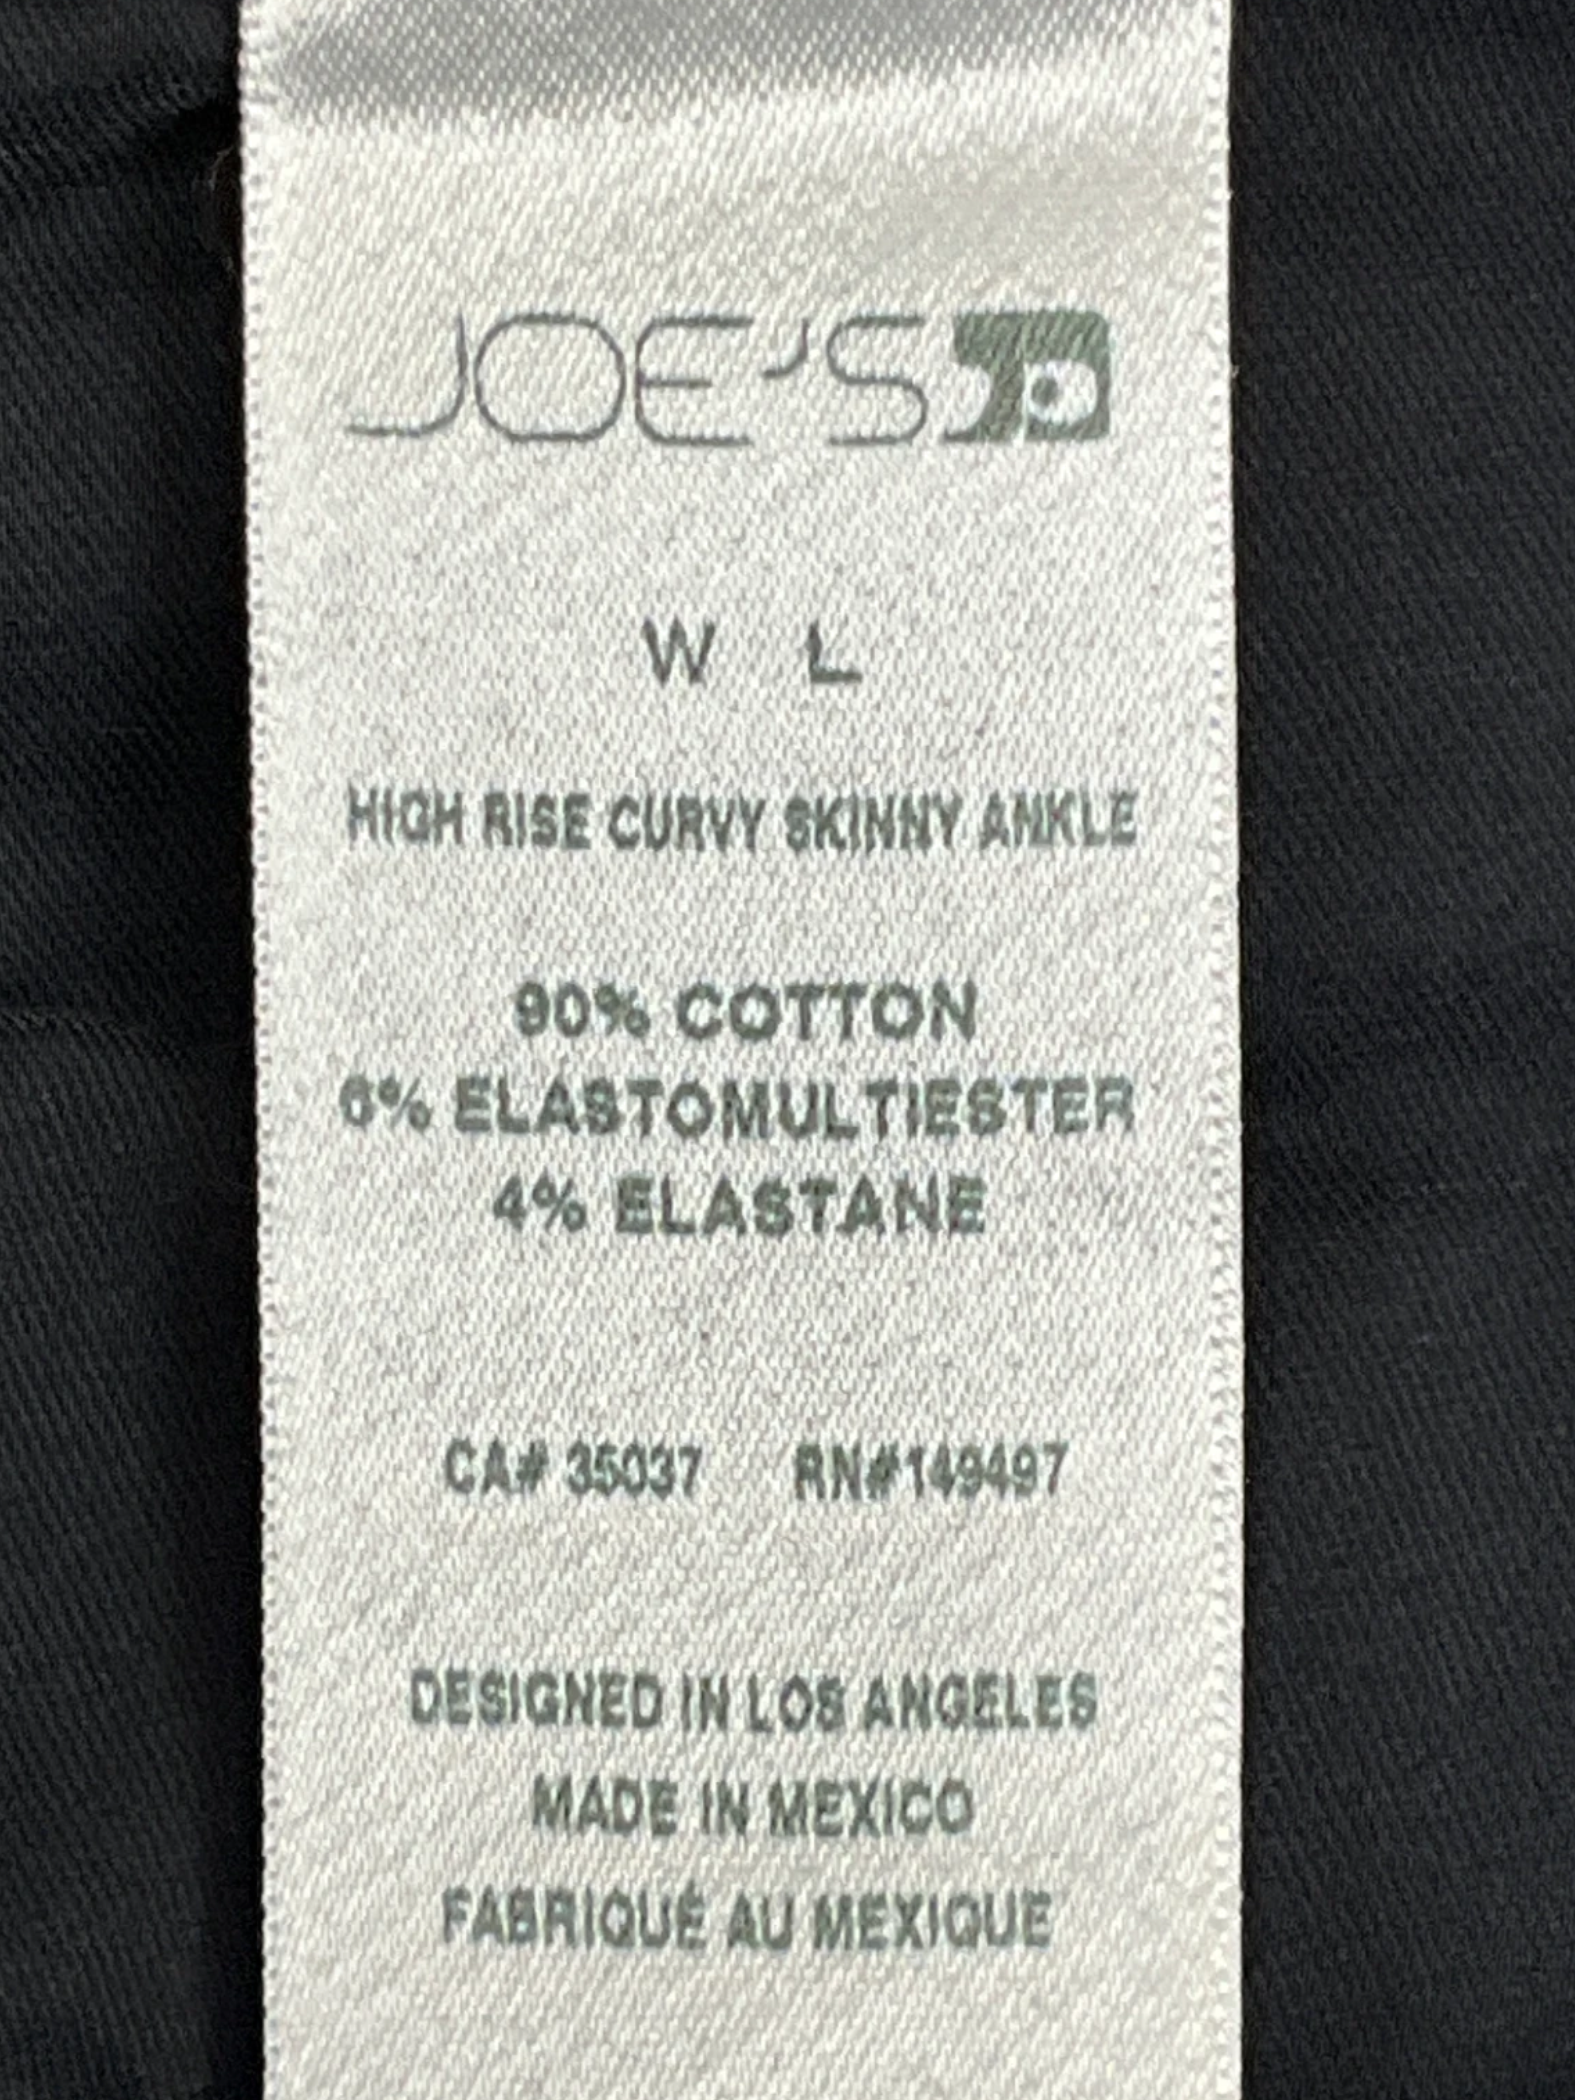 JOE'S
W L
HIGH RISE CURVY SKINNY ANKLE
90% COTTON
6% ELASTOMULTIESTER
4% ELASTANE
CA# 35037 RN#149497
DESIGNED IN LOS ANGELES
MADE IN MEXICO
FABRIQUÉ AU MEXIQUE